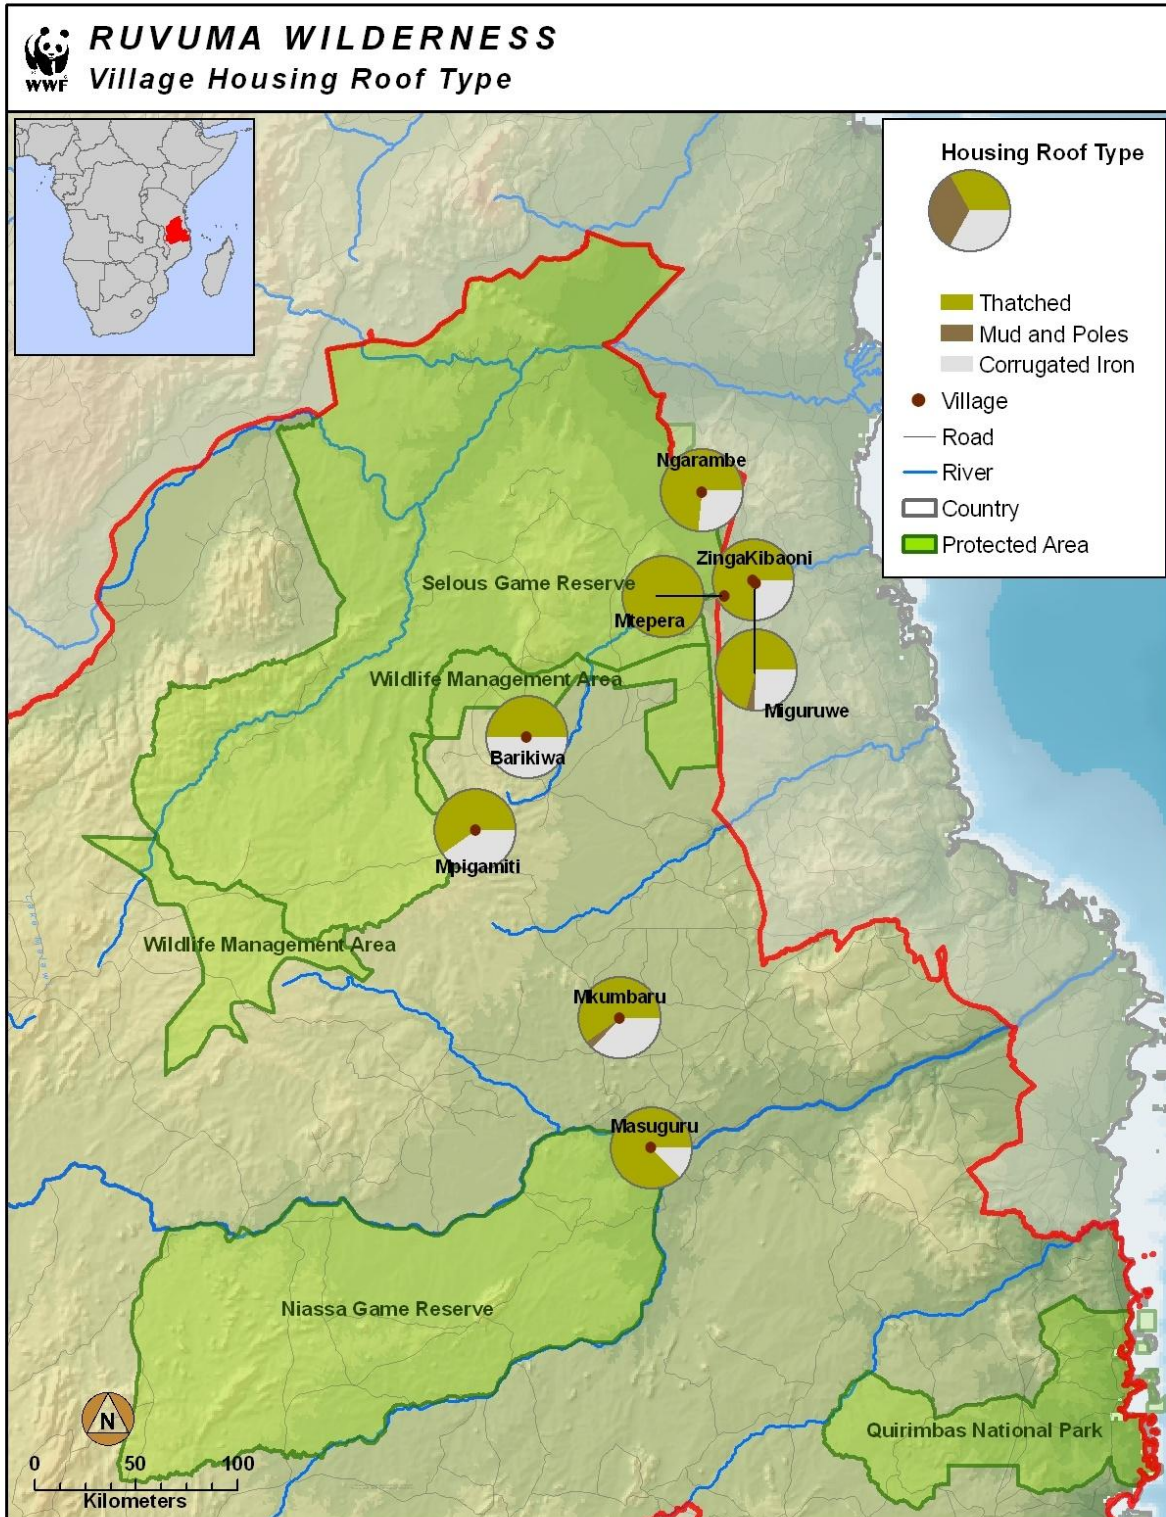 WWF
RUVUMA WILDERNESS
Village Housing Roof Type
Housing Roof Type
Thatched
Mud and Poles
Corrugated Iron
Village
Road
River
Country
Protected Area
Ngarambe
ZingaKibaoni
Selous Game Reserve
Mtepera
Wildlife Management Area
Miguruwe
Barikiwa
Mpigamiti
Wildlife Management Area
Mkumbaru
Masuguru
Niassa Game Reserve
Quirimbas National Park
N
0 50 100
Kilometers